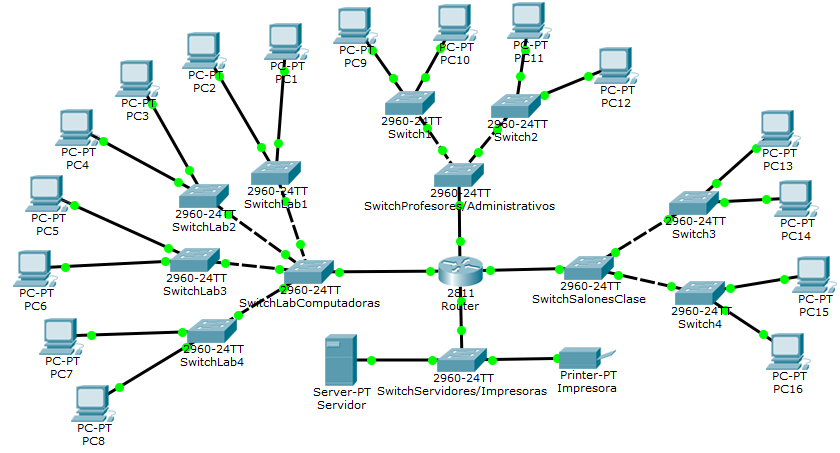 PC-PT
PC9
PC-PT
PC10
PC-PT
PC11
PC-PT
PC12
PC-PT
PC1
PC-PT
PC2
PC-PT
PC3
PC-PT
PC4
PC-PT
PC5
PC-PT
PC6
PC-PT
PC7
PC-PT
PC8
2960-24TT
Switch1
2960-24TT
Switch2
2960-24TT
SwitchProfesores/Administrativos
2960-24TT
SwitchLab1
2960-24TT
SwitchLab2
2960-24TT
SwitchLab3
2960-24TT
SwitchLab4
2960-24TT
SwitchLabComputadoras
2811
Router
2960-24TT
SwitchSalonesClase
2960-24TT
Switch3
2960-24TT
Switch4
PC-PT
PC13
PC-PT
PC14
PC-PT
PC15
PC-PT
PC16
Server-PT
Servidor
2960-24TT
SwitchServidores/Impresoras
Printer-PT
Impresora